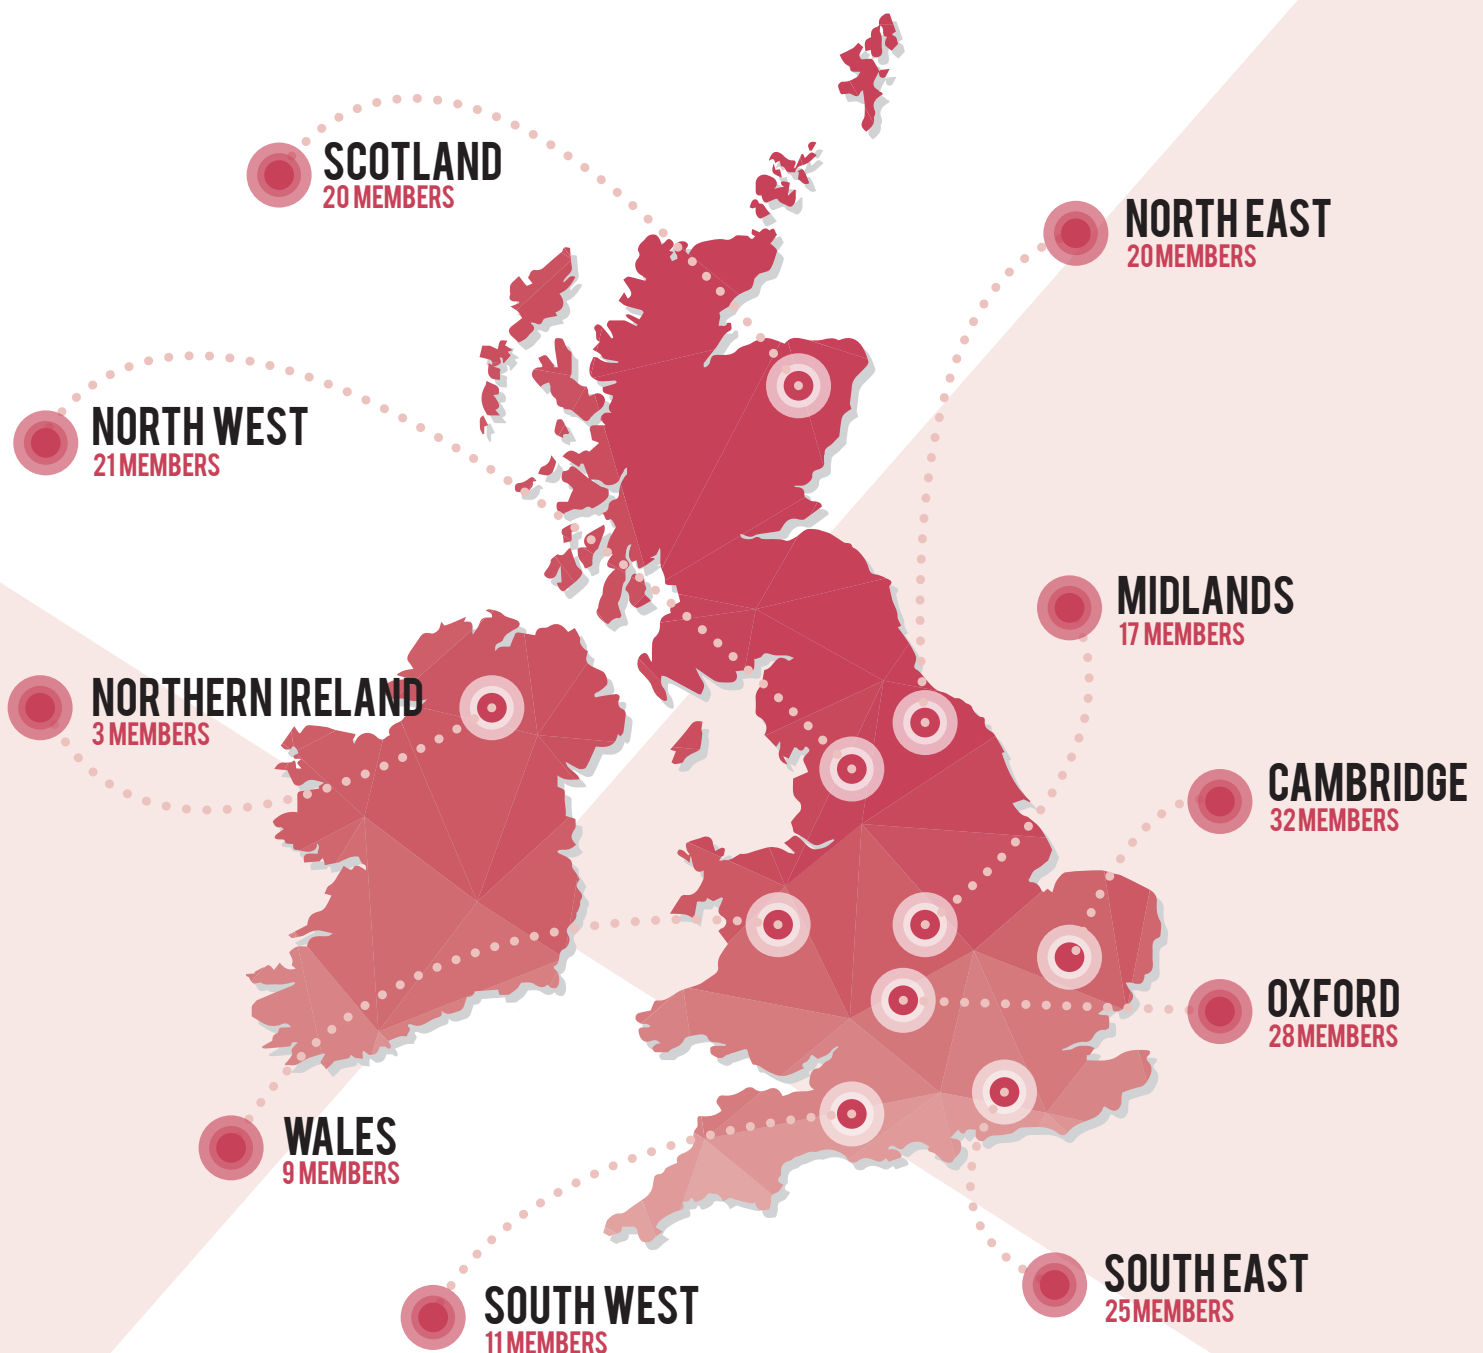 SCOTLAND
20 MEMBERS
NORTH EAST
20 MEMBERS
NORTH WEST
21 MEMBERS
MIDLANDS
17 MEMBERS
NORTHERN IRELAND
3 MEMBERS
CAMBRIDGE
32 MEMBERS
OXFORD
28 MEMBERS
WALES
9 MEMBERS
SOUTH EAST
25 MEMBERS
SOUTH WEST
11 MEMBERS